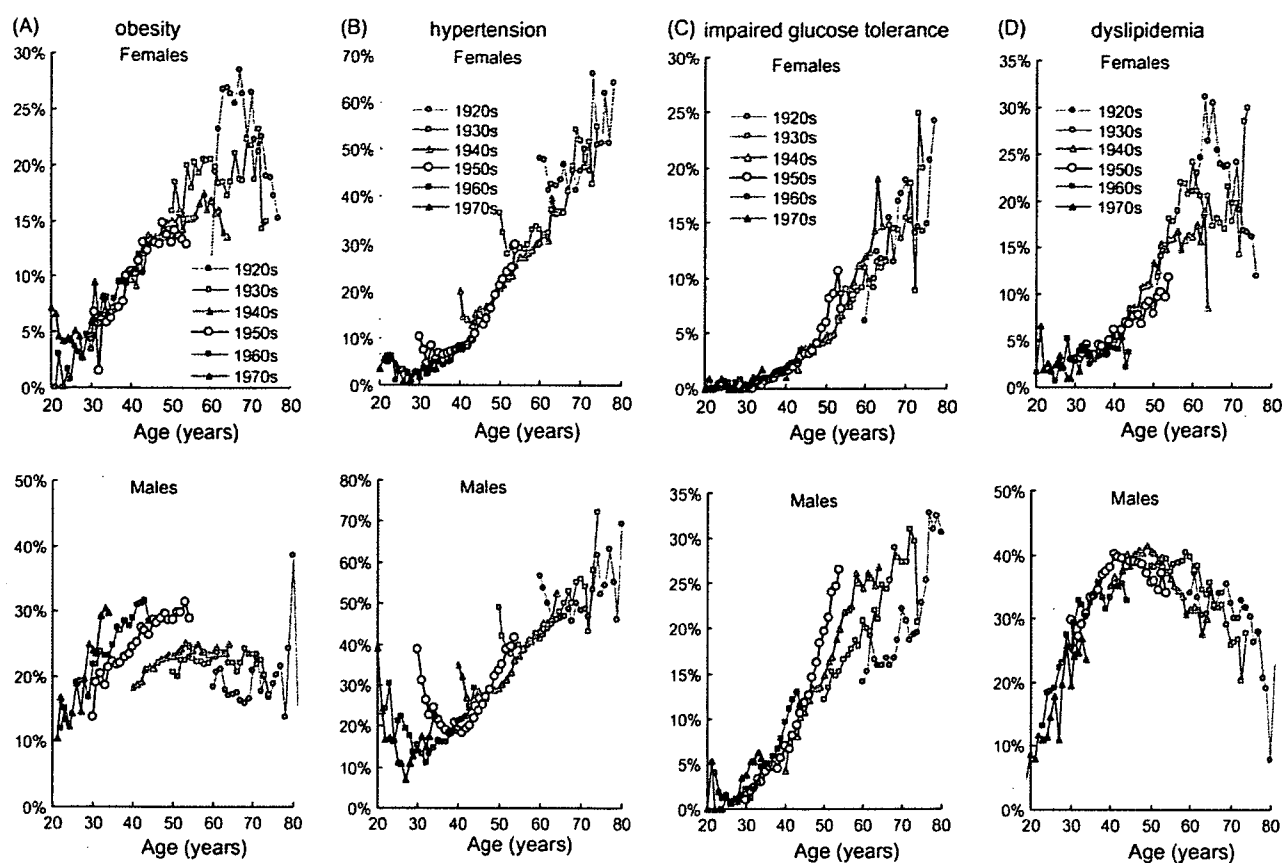 (A) obesity
Females
30%
25%
20%
15%
10%
5%
0%
1920s
1930s
1940s
1950s
1960s
1970s
20 30 40 50 60 70 80
Age (years)
(B) hypertension
Females
70%
60%
50%
40%
30%
20%
10%
0%
1920s
1930s
1940s
1950s
1960s
1970s
20 30 40 50 60 70 80
Age (years)
(C) impaired glucose tolerance
Females
30%
25%
20%
15%
10%
5%
0%
1920s
1930s
1940s
1950s
1960s
1970s
20 30 40 50 60 70 80
Age (years)
(D) dyslipidemia
Females
35%
30%
25%
20%
15%
10%
5%
0%
1920s
1930s
1940s
1950s
1960s
1970s
20 30 40 50 60 70 80
Age (years)
Males
50%
40%
30%
20%
10%
0%
20 30 40 50 60 70 80
Age (years)
Males
80%
70%
60%
50%
40%
30%
20%
10%
0%
20 30 40 50 60 70 80
Age (years)
Males
35%
30%
25%
20%
15%
10%
5%
0%
20 30 40 50 60 70 80
Age (years)
Males
50%
40%
30%
20%
10%
0%
20 30 40 50 60 70 80
Age (years)